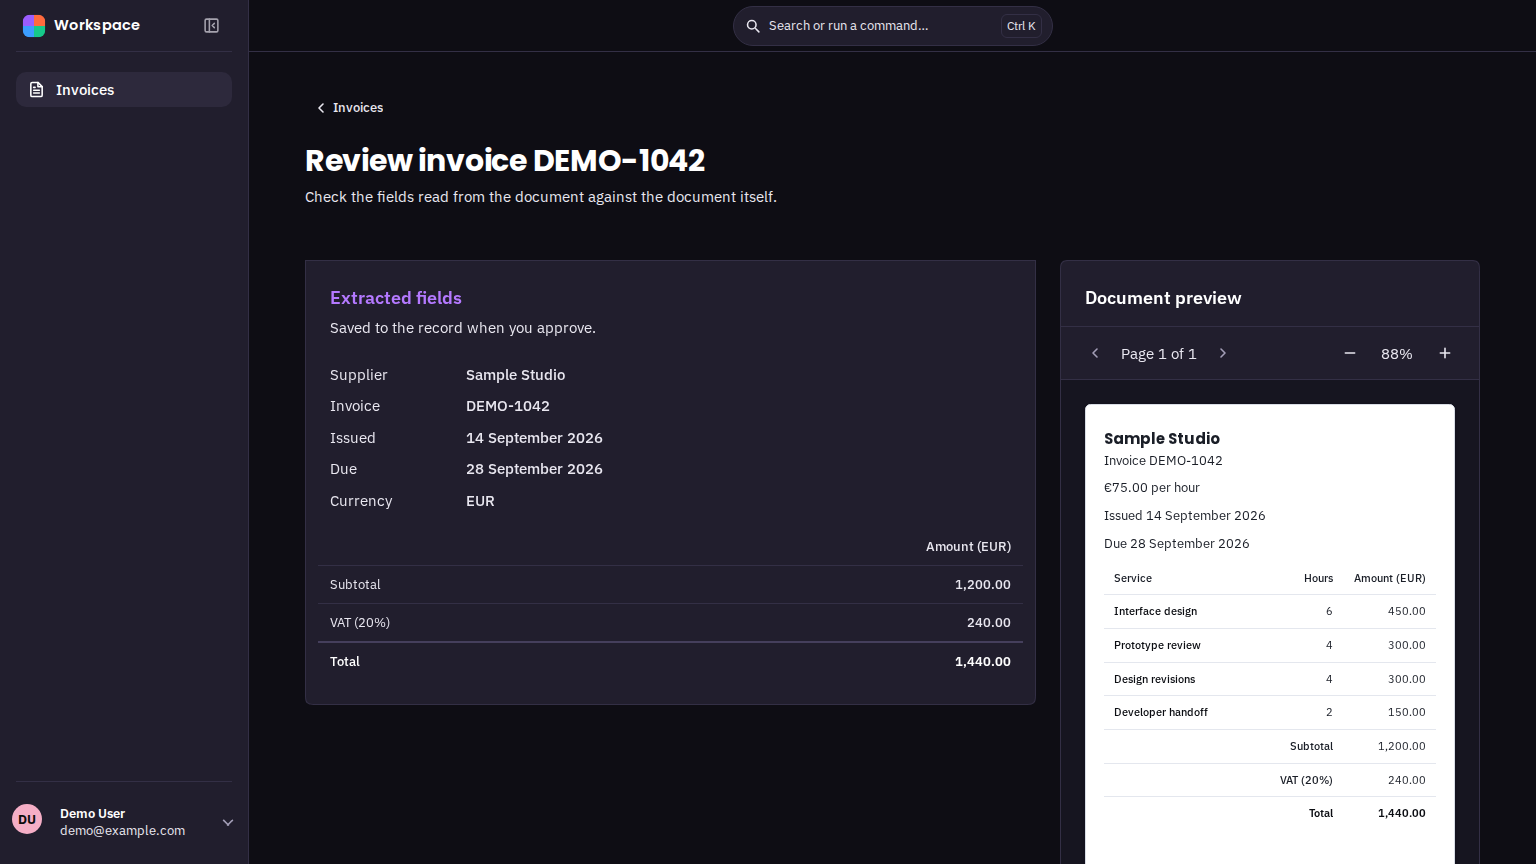 Workspace
Search or run a command...
Ctrl K
Invoices
Invoices
Review invoice DEMO-1042
Check the fields read from the document against the document itself.
Extracted fields
Saved to the record when you approve.
Supplier Sample Studio
Invoice DEMO-1042
Issued 14 September 2026
Due 28 September 2026
Currency EUR
Amount (EUR)
Subtotal 1,200.00
VAT (20%) 240.00
Total 1,440.00
Document preview
Page 1 of 1
88%
Sample Studio
Invoice DEMO-1042
€75.00 per hour
Issued 14 September 2026
Due 28 September 2026
Service Hours Amount (EUR)
Interface design 6 450.00
Prototype review 4 300.00
Design revisions 4 300.00
Developer handoff 2 150.00
Subtotal 1,200.00
VAT (20%) 240.00
Total 1,440.00
DU
Demo User
demo@example.com